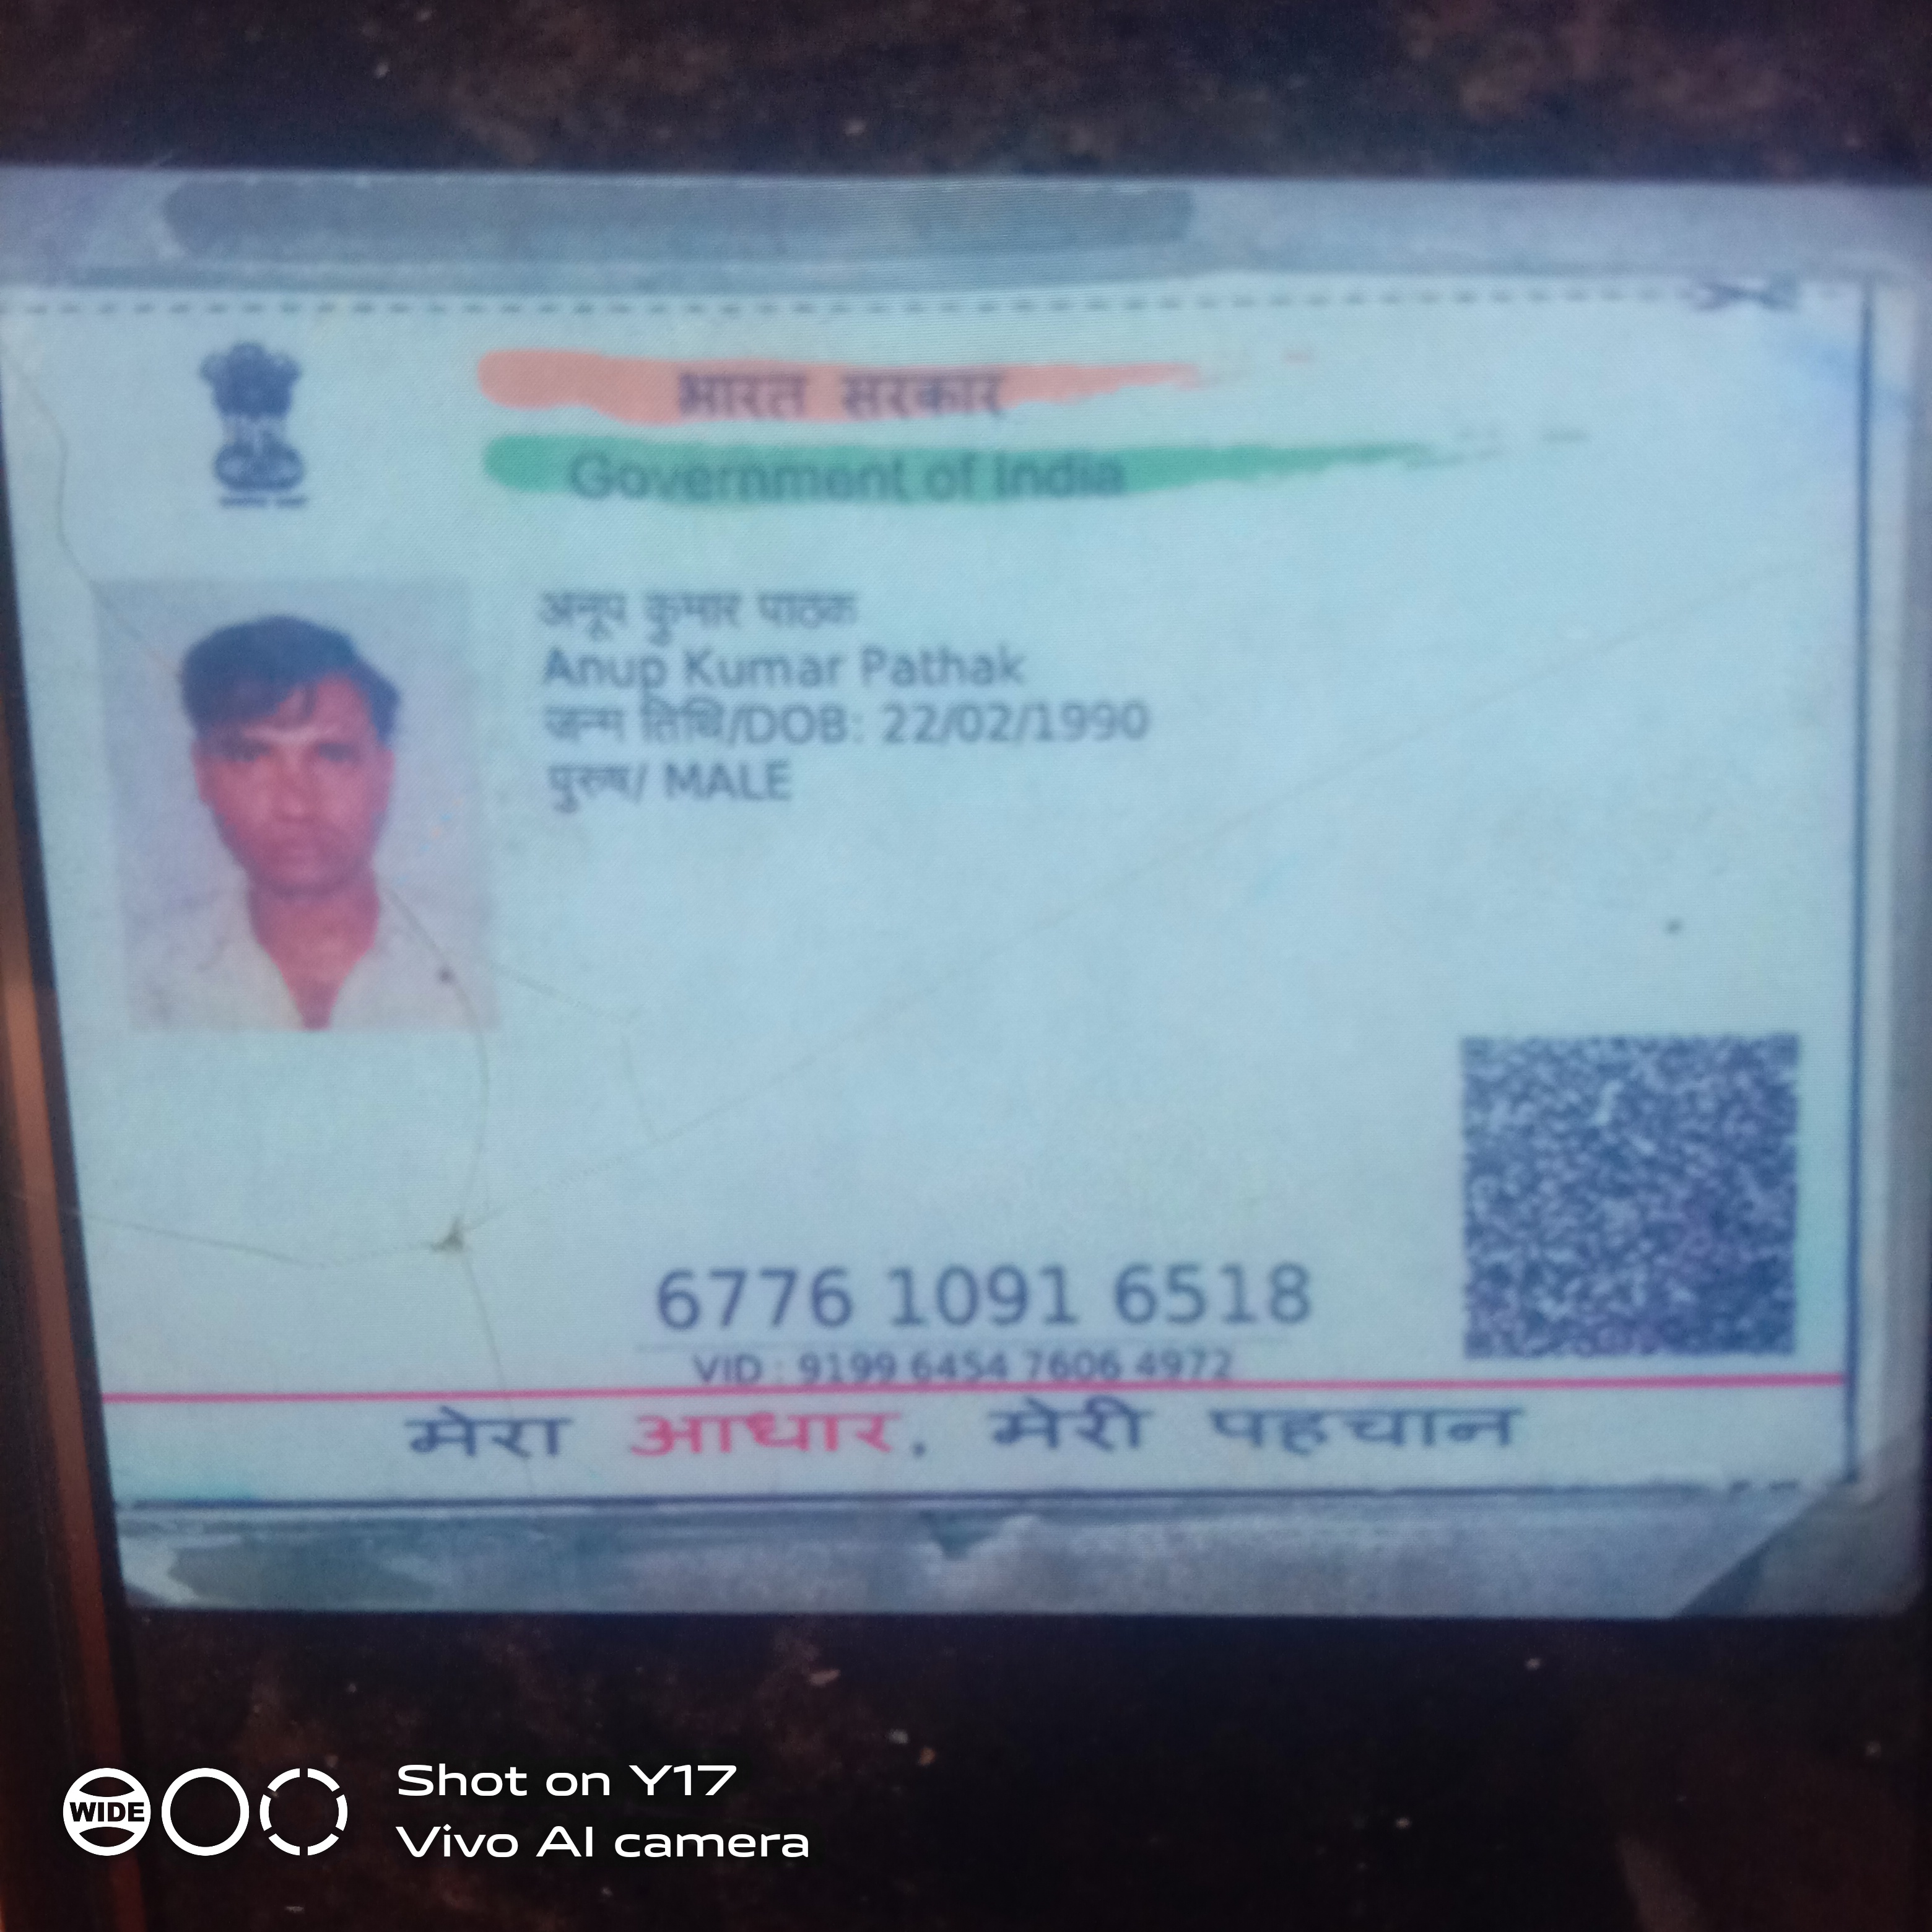 भारत सरकार
Government of India
अनूप कुमार पाठक
Anup Kumar Pathak
जन्म तिथि/DOB: 22/02/1990
पुरुष/ MALE
6776 1091 6518
VID : 9199 6454 7606 4972
मेरा आधार, मेरी पहचान
WIDE
Shot on Y17
Vivo AI camera